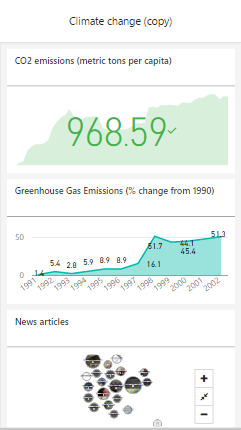 Climate change (copy)
CO2 emissions (metric tons per capita)
968.59
Greenhouse Gas Emissions (% change from 1990)
50
0
1.4 5.4 2.8 5.9 8.9 8.9 16.1 51.7 44.1 45.4 51.3
1991 1992 1993 1994 1995 1996 1997 1998 1999 2000 2001 2002
News articles
+
−